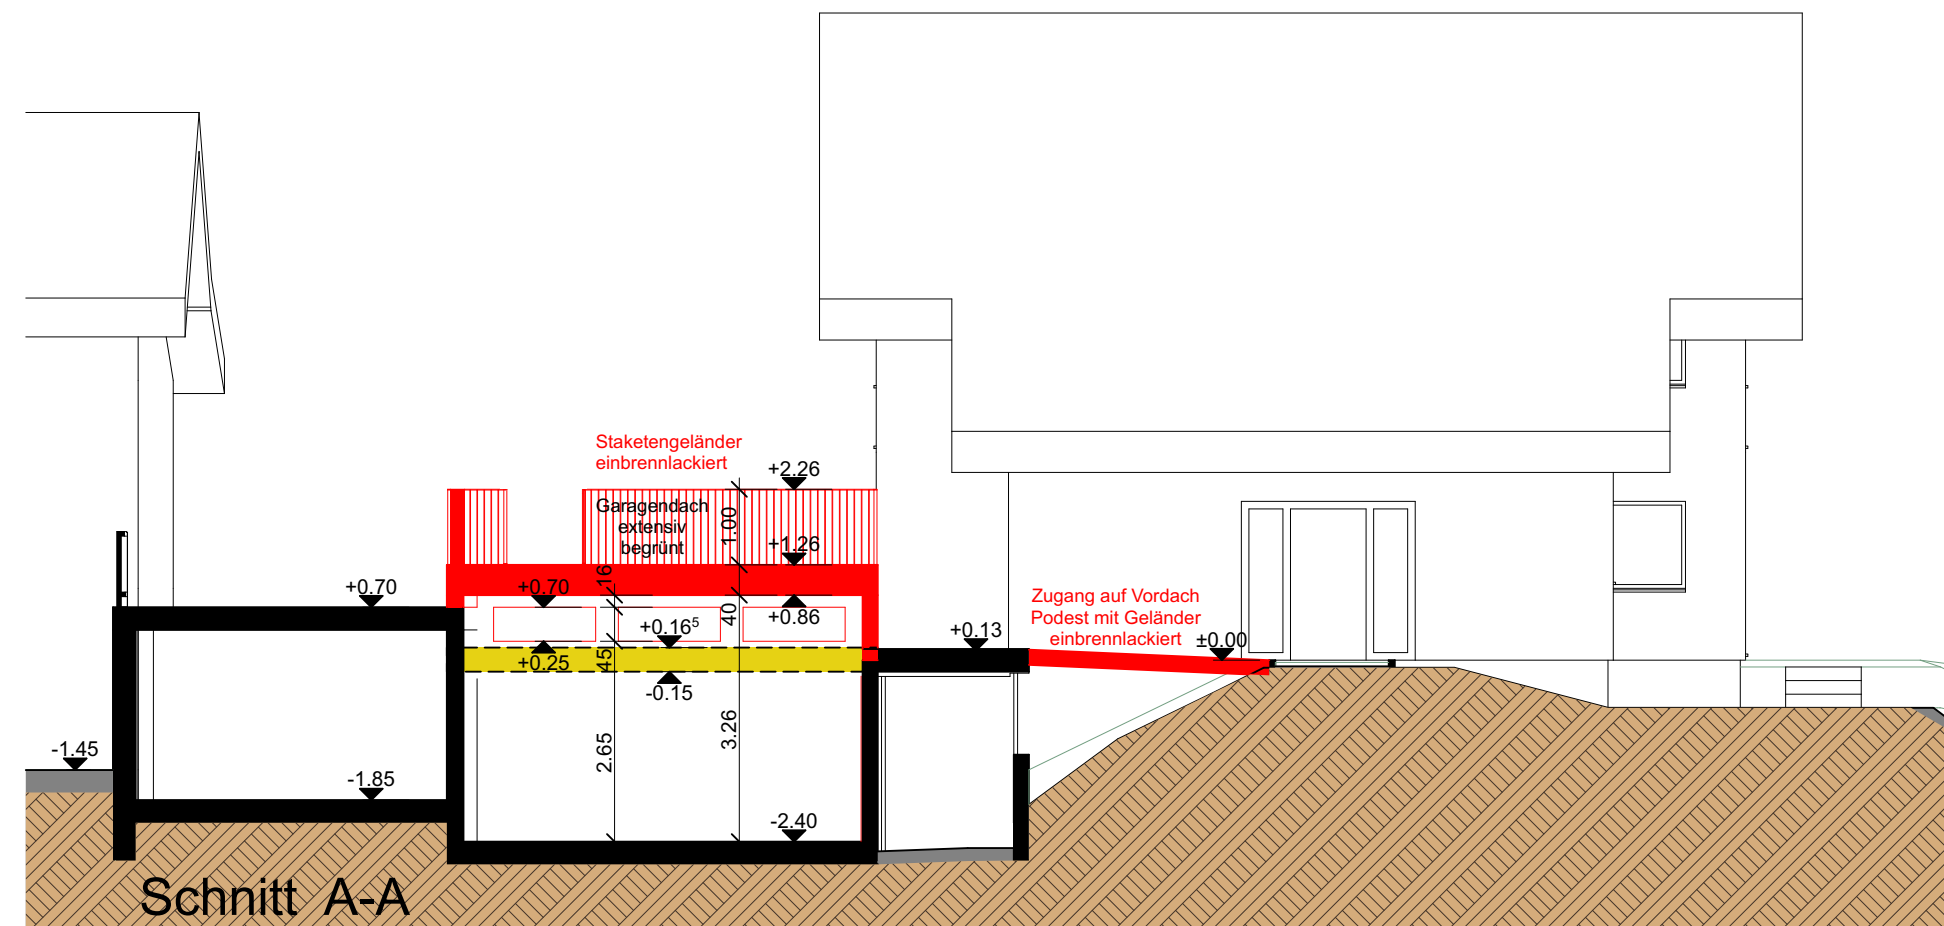 Staketengeländer
einbrennlackiert
+2.26
Garagendach
extensiv
begrünt
1.00
+1.26
16
+0.70
+0.70
40
+0.86
Zugang auf Vordach
Podest mit Geländer
einbrennlackiert
±0.00
+0.16⁵
+0.13
+0.25
45
-0.15
-1.45
2.65
3.26
-1.85
-2.40
Schnitt A-A